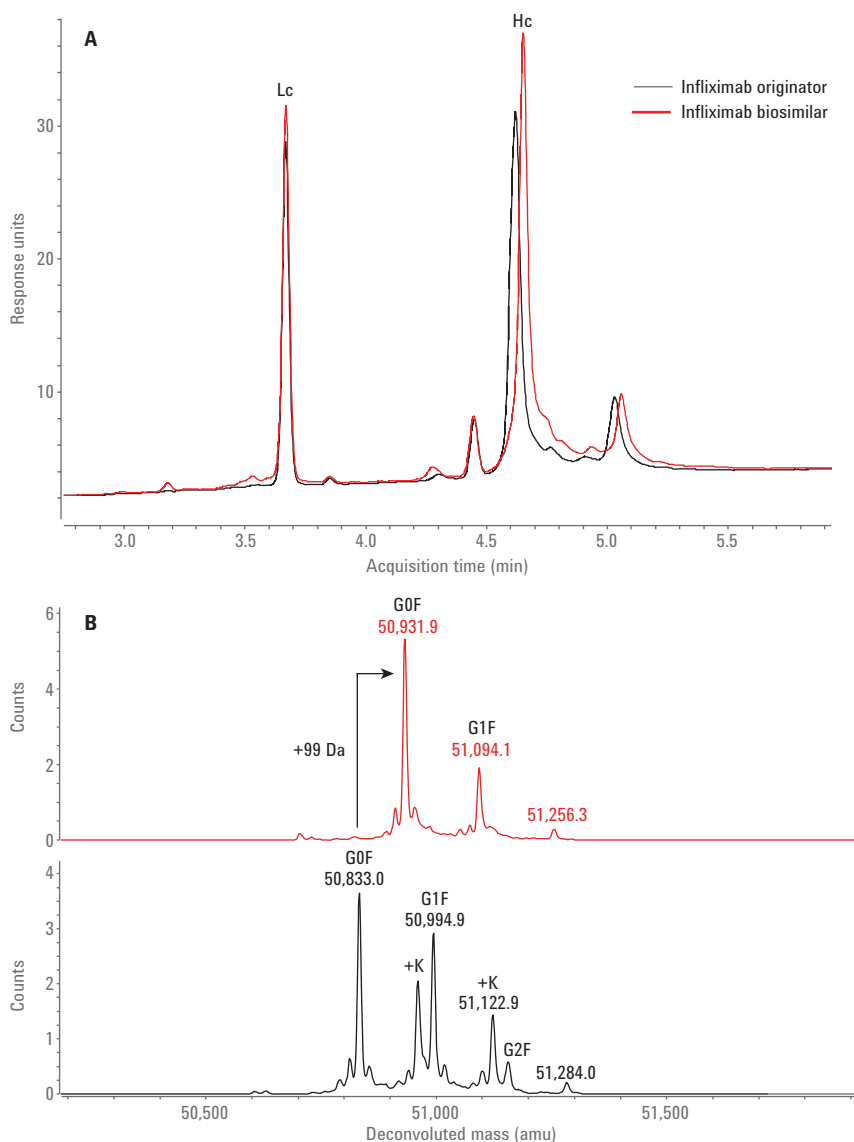 A
Hc
Lc
Infliximab originator
Infliximab biosimilar
30
20
10
Response units
3.0 3.5 4.0 4.5 5.0 5.5
Acquisition time (min)
B
6
4
2
0
Counts
G0F
50,931.9
+99 Da
G1F
51,094.1
51,256.3
4
3
2
1
0
Counts
G0F
50,833.0
G1F
50,994.9
+K
+K
51,122.9
G2F
51,284.0
50,500 51,000 51,500
Deconvoluted mass (amu)